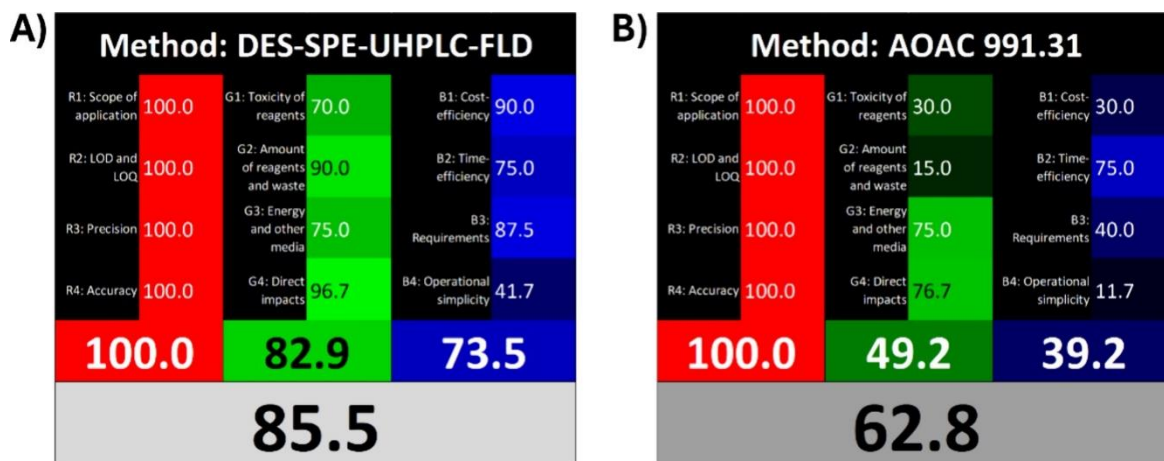 A)
Method: DES-SPE-UHPLC-FLD
R1: Scope of
application
100.0
G1: Toxicity of
reagents
70.0
B1: Cost-
efficiency
90.0
R2: LOD and
LOQ
100.0
G2: Amount
of reagents
and waste
90.0
B2: Time-
efficiency
75.0
R3: Precision
100.0
G3: Energy
and other
media
75.0
B3:
Requirements
87.5
R4: Accuracy
100.0
G4: Direct
impacts
96.7
B4: Operational
simplicity
41.7
100.0
82.9
73.5
85.5
B)
Method: AOAC 991.31
R1: Scope of
application
100.0
G1: Toxicity of
reagents
30.0
B1: Cost-
efficiency
30.0
R2: LOD and
LOQ
100.0
G2: Amount
of reagents
and waste
15.0
B2: Time-
efficiency
75.0
R3: Precision
100.0
G3: Energy
and other
media
75.0
B3:
Requirements
40.0
R4: Accuracy
100.0
G4: Direct
impacts
76.7
B4: Operational
simplicity
11.7
100.0
49.2
39.2
62.8